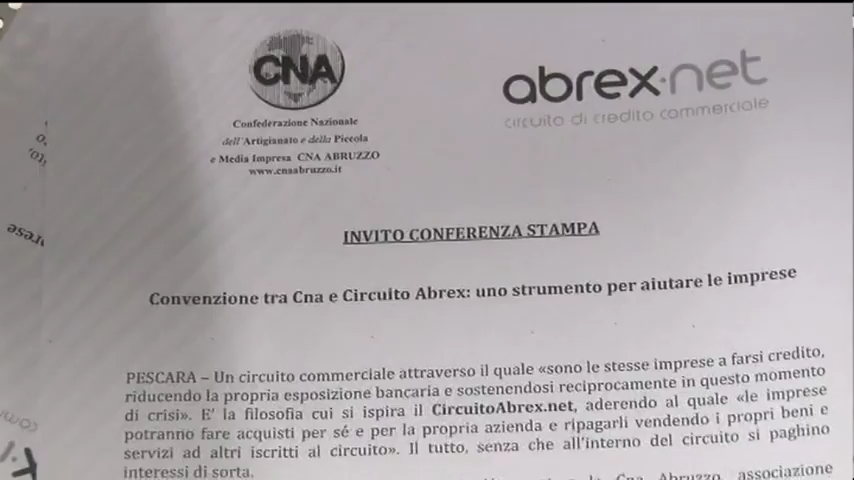 CNA
Confederazione Nazionale
dell'Artigianato e della Piccola
e Media Impresa CNA ABRUZZO
www.cnaabruzzo.it
abrex·net
circuito di credito commerciale
INVITO CONFERENZA STAMPA
Convenzione tra Cna e Circuito Abrex: uno strumento per aiutare le imprese
PESCARA – Un circuito commerciale attraverso il quale «sono le stesse imprese a farsi credito,
riducendo la propria esposizione bancaria e sostenendosi reciprocamente in questo momento
di crisi». E' la filosofia cui si ispira il CircuitoAbrex.net, aderendo al quale «le imprese
potranno fare acquisti per sé e per la propria azienda e ripagarli vendendo i propri beni e
servizi ad altri iscritti al circuito». Il tutto, senza che all'interno del circuito si paghino
interessi di sorta.
la Cna Abruzzo, associazione